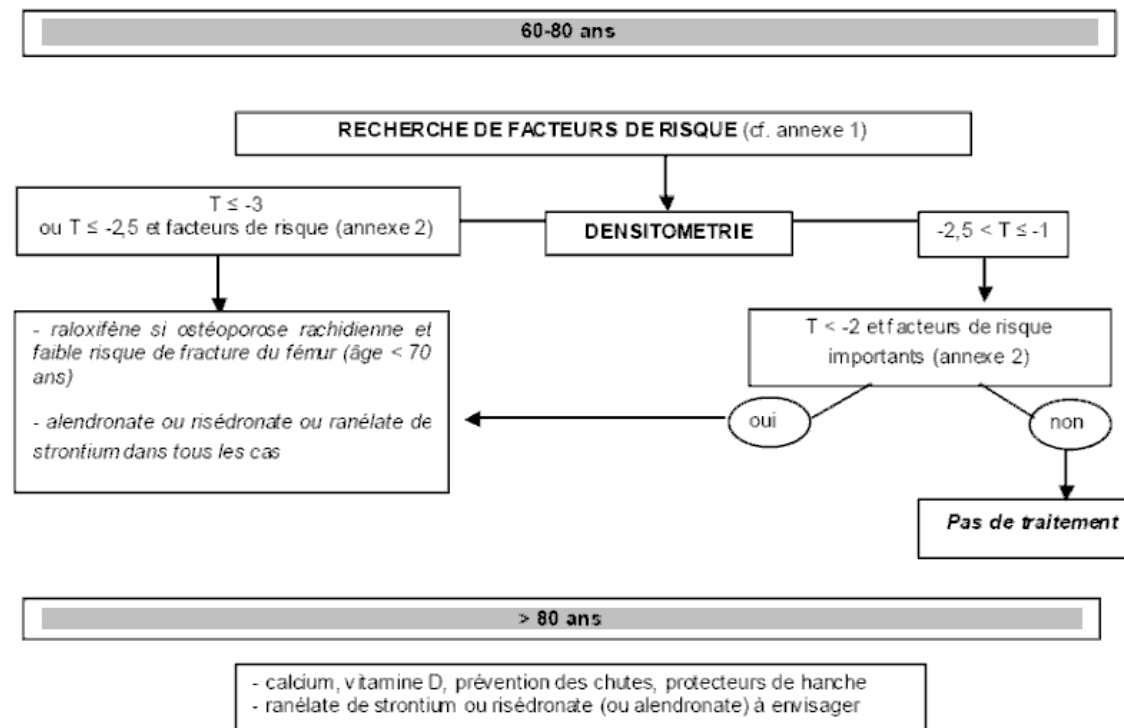 60-80 ans
RECHERCHE DE FACTEURS DE RISQUE (cf. annexe 1)
T ≤ -3
ou T ≤ -2,5 et facteurs de risque (annexe 2)
DENSITOMETRIE
-2,5 < T ≤ -1
- raloxifène si ostéoporose rachidienne et
faible risque de fracture du fémur (âge < 70
ans)
- alendronate ou risédronate ou ranélate de
strontium dans tous les cas
T < -2 et facteurs de risque
importants (annexe 2)
oui
non
Pas de traitement
> 80 ans
- calcium, vitamine D, prévention des chutes, protecteurs de hanche
- ranélate de strontium ou risédronate (ou alendronate) à envisager